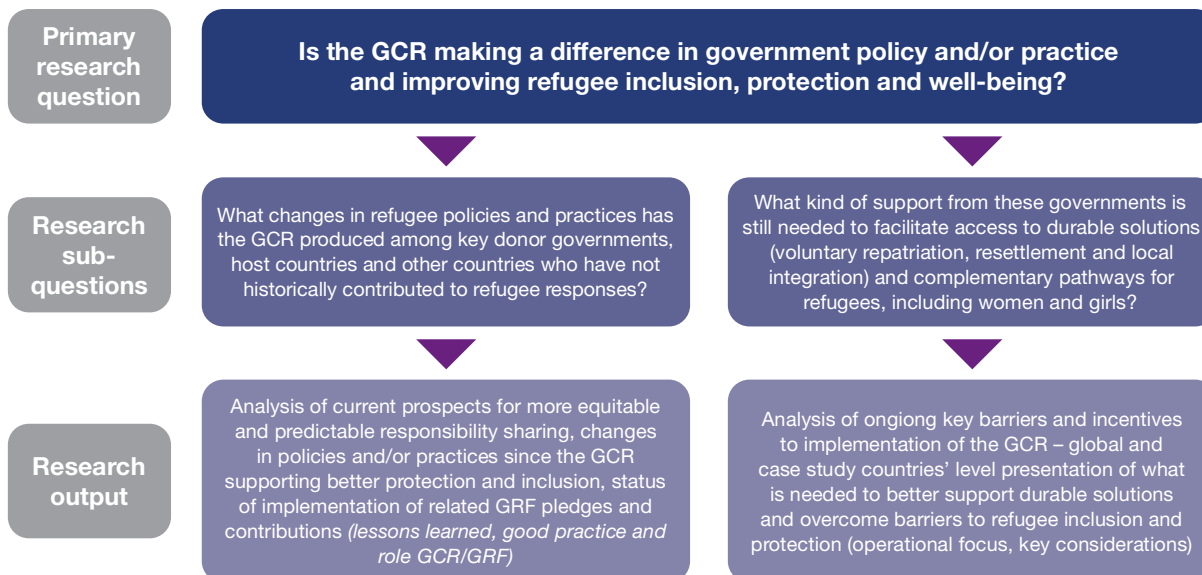 Primary
research
question
Is the GCR making a difference in government policy and/or practice
and improving refugee inclusion, protection and well-being?
Research
sub-
questions
What changes in refugee policies and practices has
the GCR produced among key donor governments,
host countries and other countries who have not
historically contributed to refugee responses?
What kind of support from these governments is
still needed to facilitate access to durable solutions
(voluntary repatriation, resettlement and local
integration) and complementary pathways for
refugees, including women and girls?
Research
output
Analysis of current prospects for more equitable
and predictable responsibility sharing, changes
in policies and/or practices since the GCR
supporting better protection and inclusion, status
of implementation of related GRF pledges and
contributions (lessons learned, good practice and
role GCR/GRF)
Analysis of ongiong key barriers and incentives
to implementation of the GCR – global and
case study countries’ level presentation of what
is needed to better support durable solutions
and overcome barriers to refugee inclusion and
protection (operational focus, key considerations)